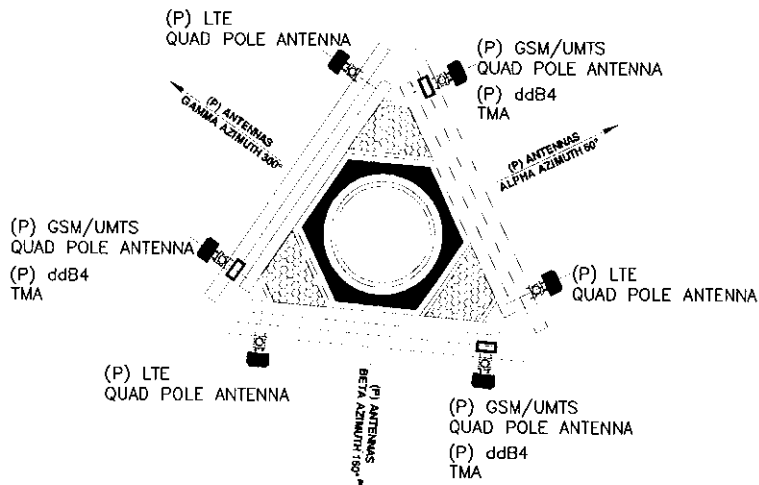 (P) LTE
QUAD POLE ANTENNA
(P) GSM/UMTS
QUAD POLE ANTENNA
(P) ddB4
TMA
(P) ANTENNAS
GAMMA AZIMUTH 300°
(P) ANTENNAS
ALPHA AZIMUTH 60°
(P) GSM/UMTS
QUAD POLE ANTENNA
(P) ddB4
TMA
(P) LTE
QUAD POLE ANTENNA
(P) LTE
QUAD POLE ANTENNA
(P) ANTENNAS
BETA AZIMUTH
(P) GSM/UMTS
QUAD POLE ANTENNA
(P) ddB4
TMA